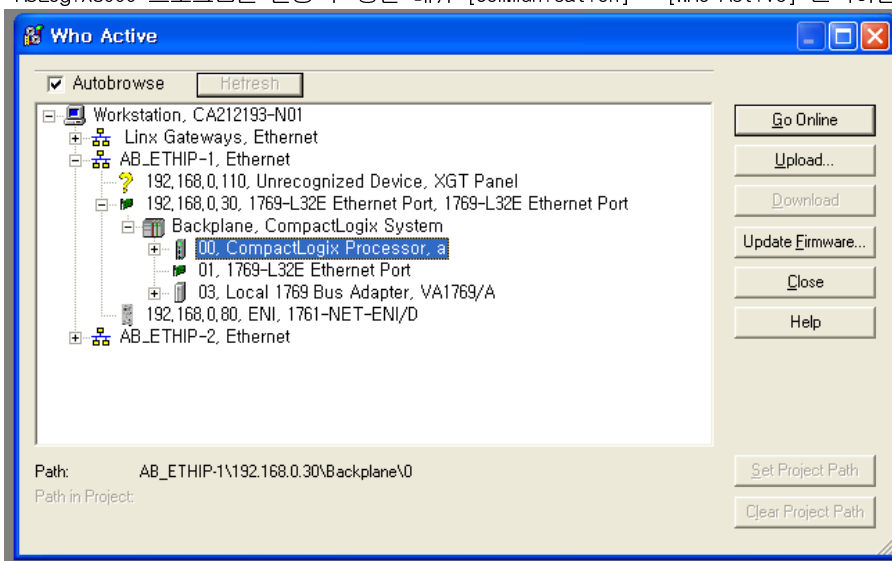 Who Active
Autobrowse
Refresh
Workstation, CA212193-N01
Linx Gateways, Ethernet
AB_ETHIP-1, Ethernet
192,168,0,110, Unrecognized Device, XGT Panel
192,168,0,30, 1769-L32E Ethernet Port, 1769-L32E Ethernet Port
Backplane, CompactLogix System
00, CompactLogix Processor, a
01, 1769-L32E Ethernet Port
03, Local 1769 Bus Adapter, VA1769/A
192,168,0,80, ENI, 1761-NET-ENI/D
AB_ETHIP-2, Ethernet
Go Online
Upload...
Download
Update Firmware...
Close
Help
Path: AB_ETHIP-1\192.168.0.30\Backplane\0
Path in Project:
Set Project Path
Clear Project Path